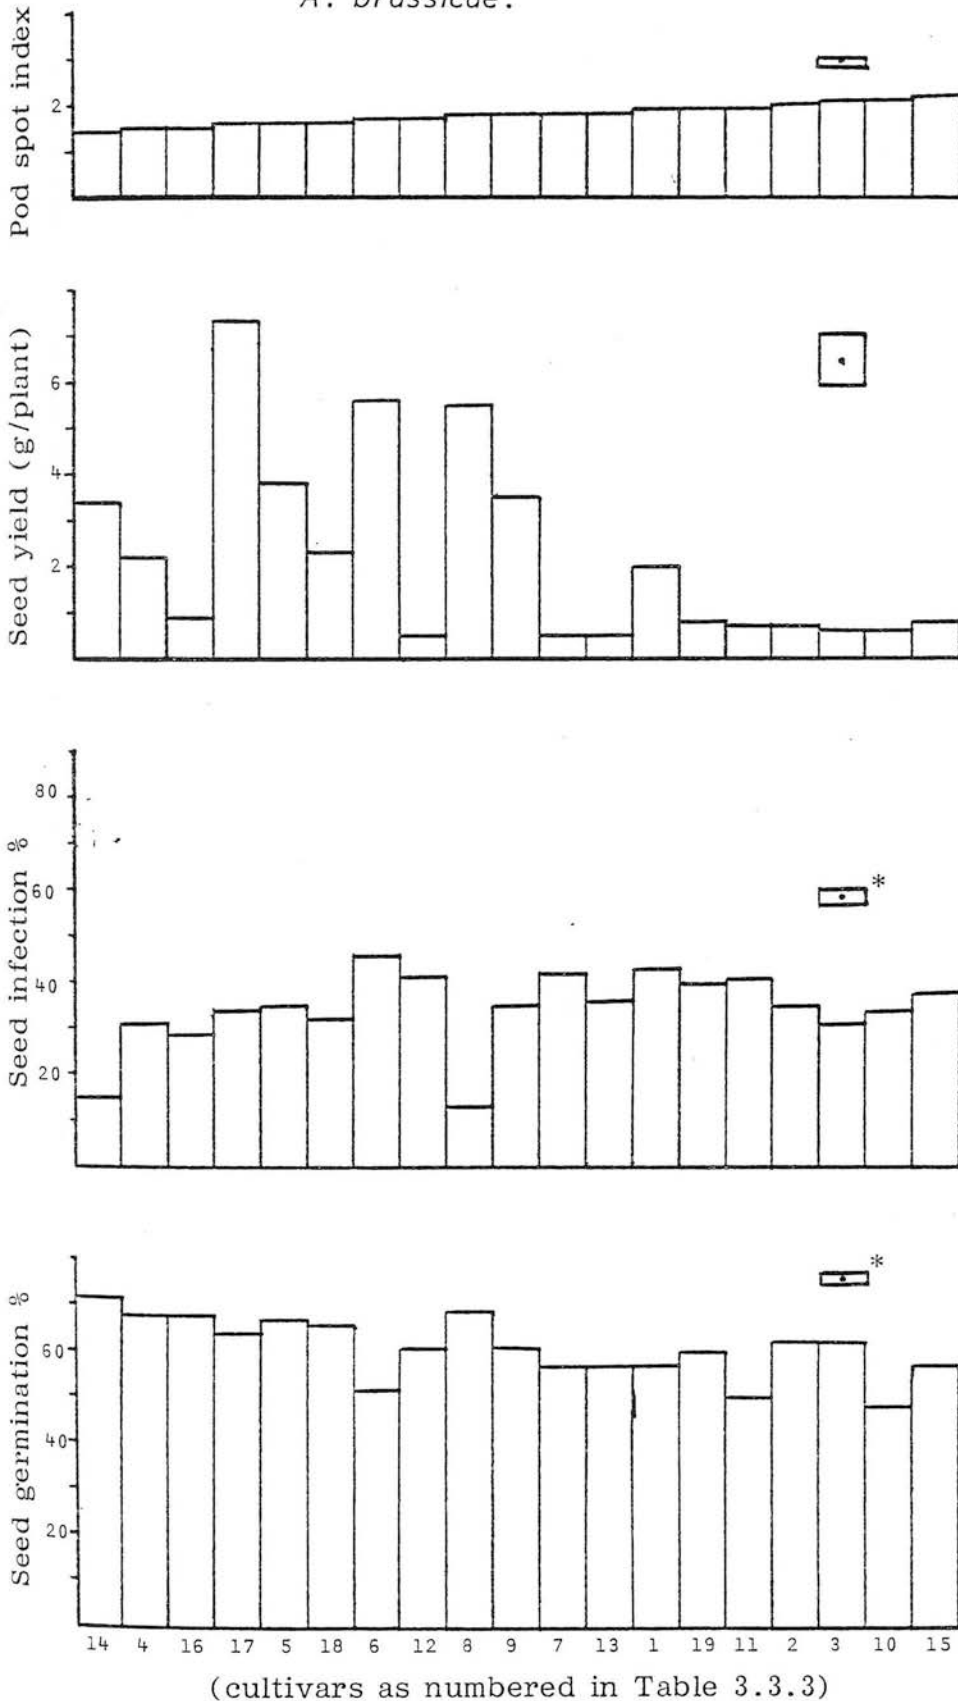 A. brassicae.
Pod spot index
2
Seed yield (g/plant)
6
4
2
Seed infection %
80
60
40
20
*
Seed germination %
60
40
20
*
14 4 16 17 5 18 6 12 8 9 7 13 1 19 11 2 3 10 15
(cultivars as numbered in Table 3.3.3)